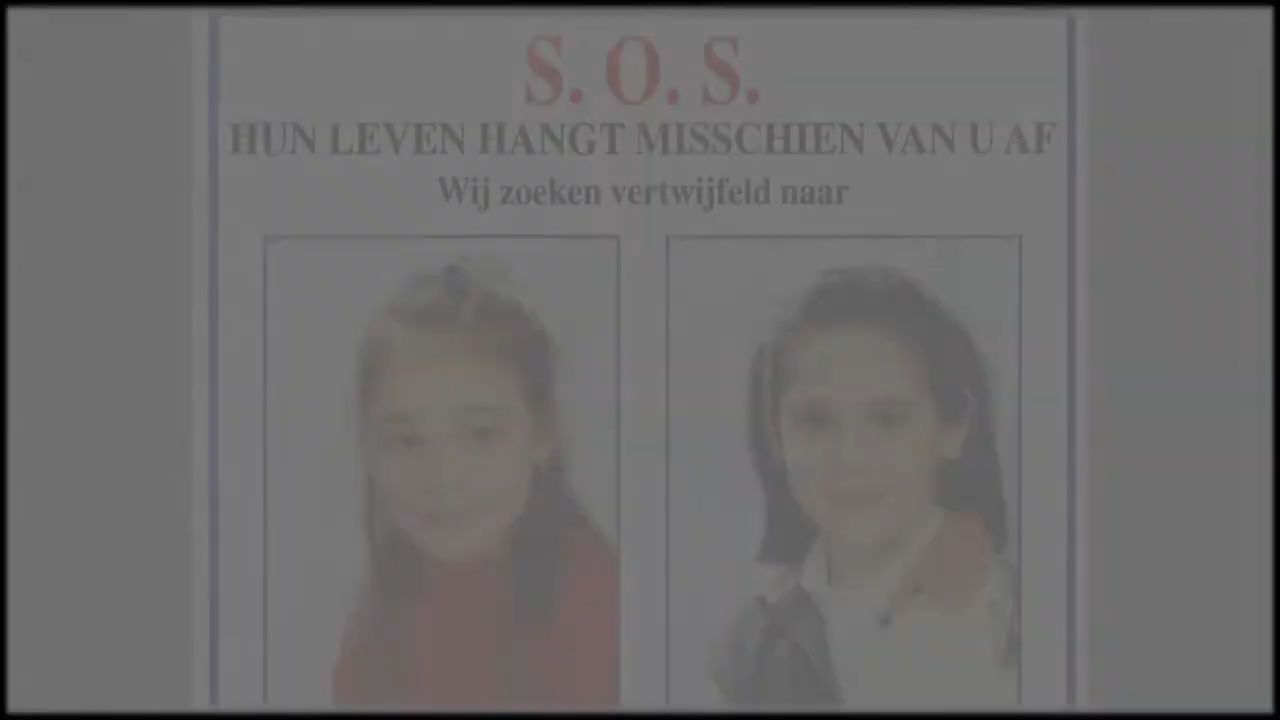 S. O. S.
HUN LEVEN HANGT MISSCHIEN VAN U AF
Wij zoeken vertwijfeld naar